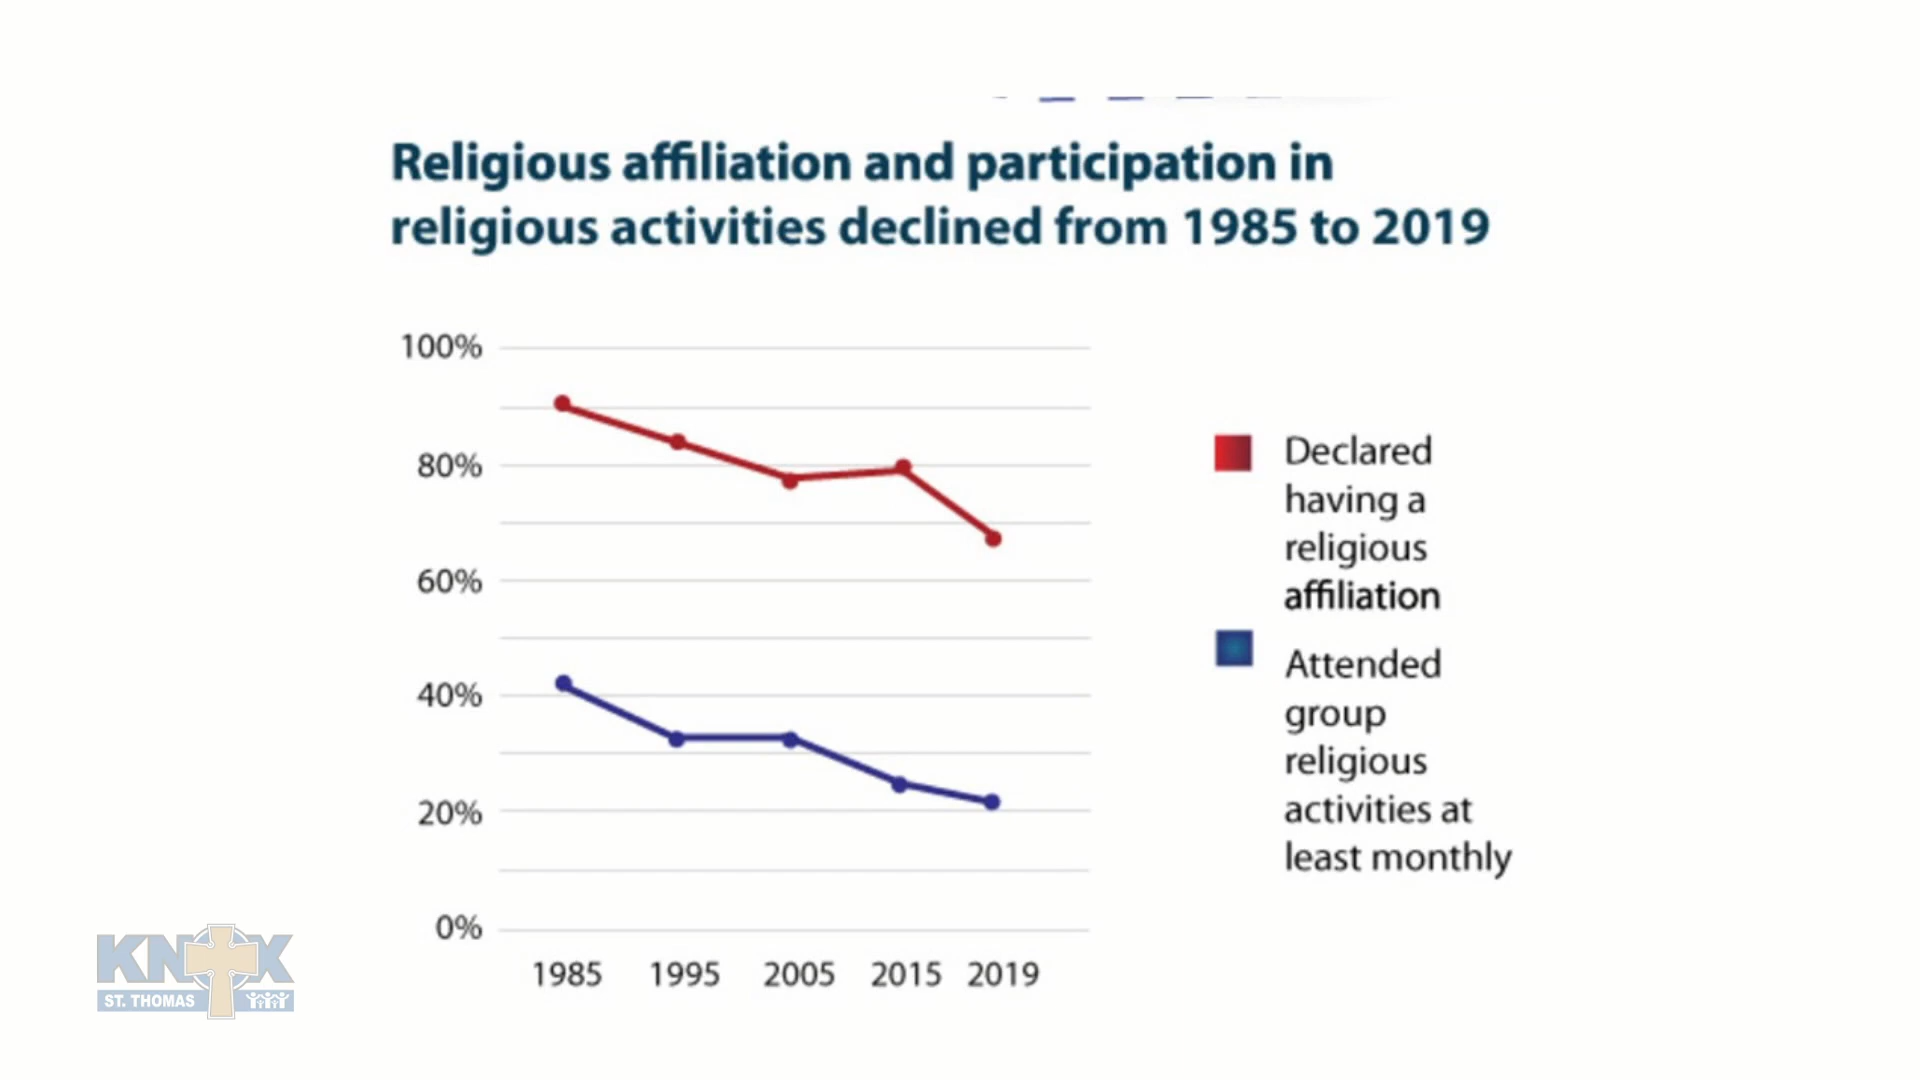 Religious affiliation and participation in
religious activities declined from 1985 to 2019
100%
80%
60%
40%
20%
0%
1985 1995 2005 2015 2019
Declared
having a
religious
affiliation
Attended
group
religious
activities at
least monthly
KNOX
ST. THOMAS